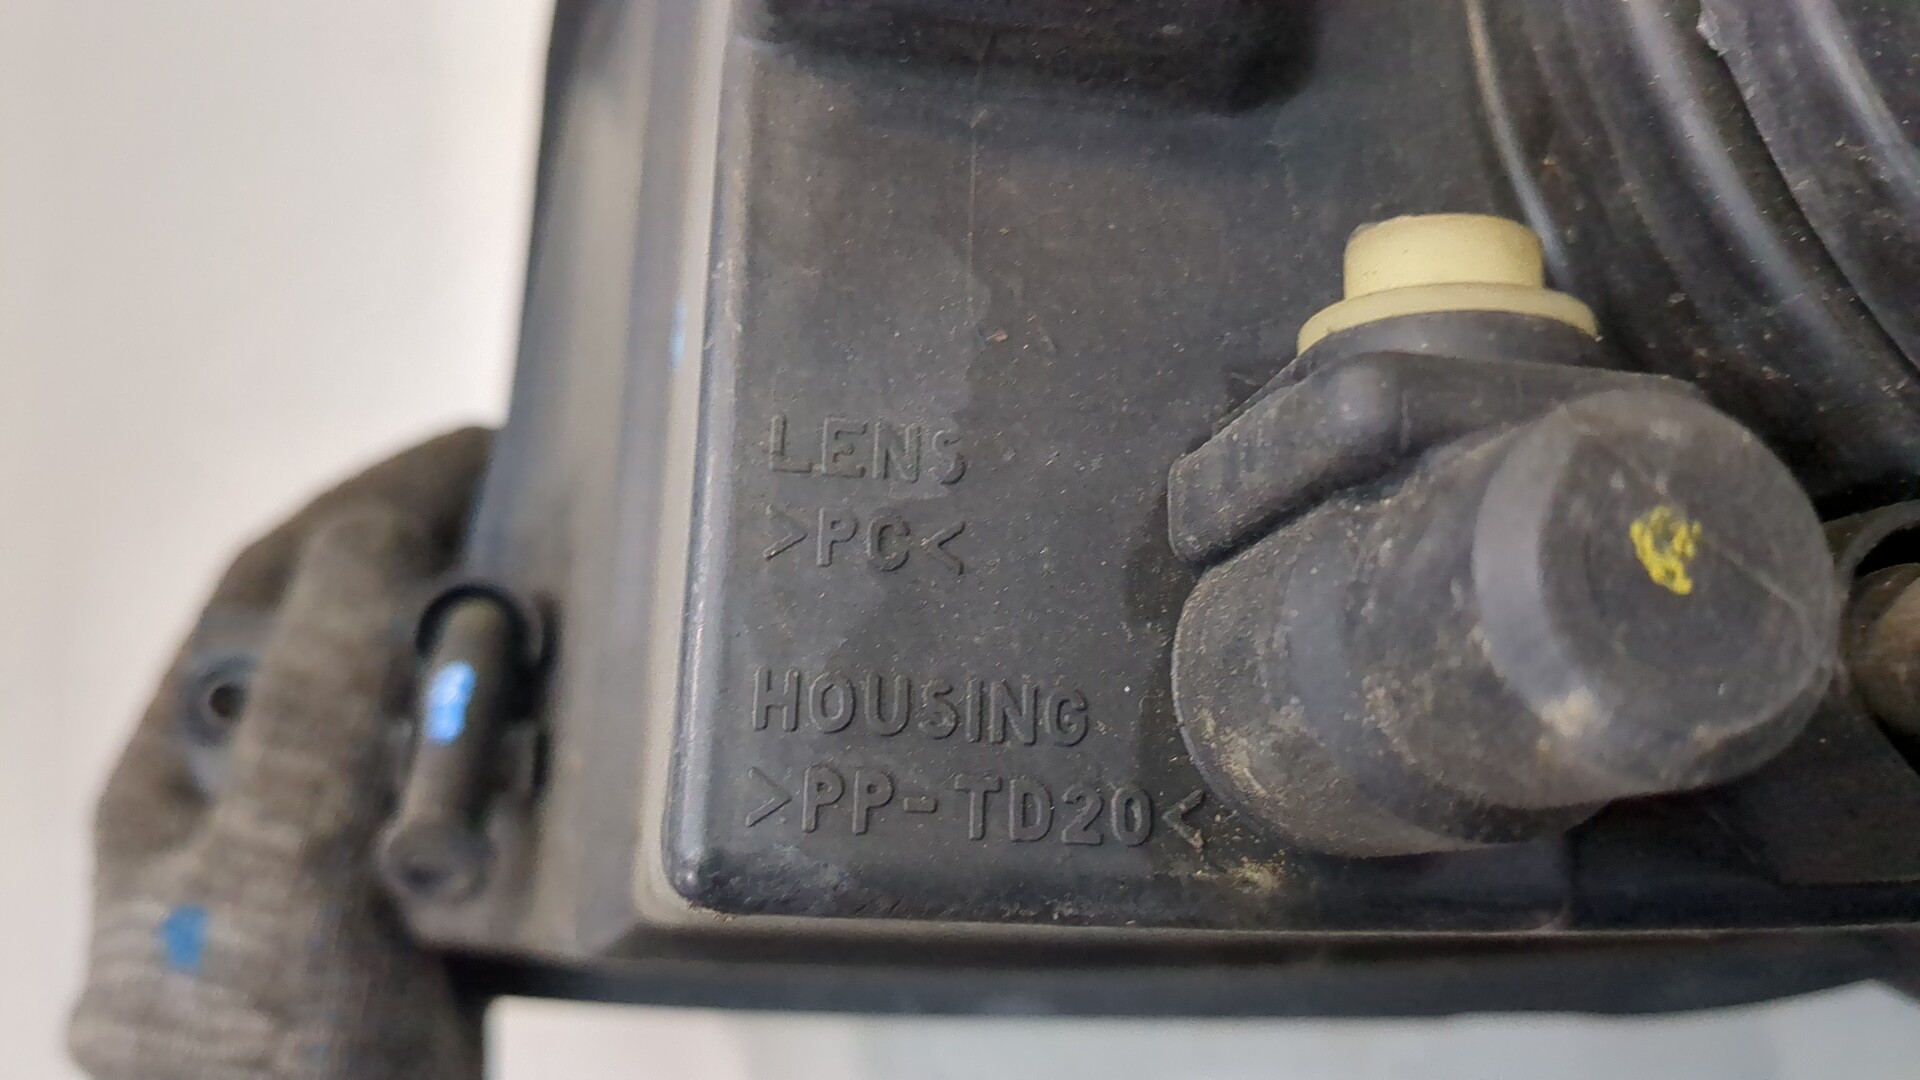 LENS
>PC<
HOUSING
>PP-TD20<